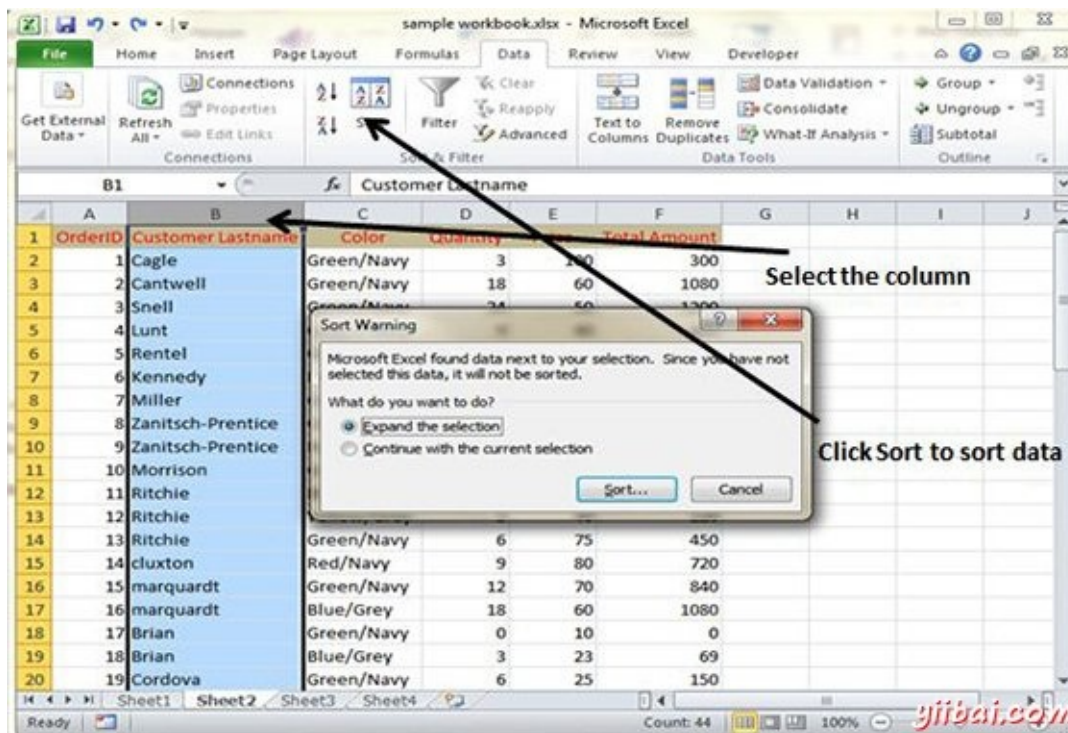 sample workbook.xlsx - Microsoft Excel
File Home Insert Page Layout Formulas Data Review View Developer
Get External Data
Refresh All
Connections
Properties
Edit Links
Connections
Filter
Clear
Reapply
Advanced
Filter
Text to Columns
Remove Duplicates
Data Validation
Consolidate
What-If Analysis
Data Tools
Group
Ungroup
Subtotal
Outline
B1 fx Customer Lastname
A B C D E F G H I J
1 OrderID Customer Lastname Color Total Amount
2 1 Cagle Green/Navy 3 300
3 2 Cantwell Green/Navy 18 60 1080
4 3 Snell
5 4 Lunt
6 5 Rentel
7 6 Kennedy
8 7 Miller
9 8 Zanitsch-Prentice
10 9 Zanitsch-Prentice
11 10 Morrison
12 11 Ritchie
13 12 Ritchie
14 13 Ritchie Green/Navy 6 75 450
15 14 cluxton Red/Navy 9 80 720
16 15 marquardt Green/Navy 12 70 840
17 16 marquardt Blue/Grey 18 60 1080
18 17 Brian Green/Navy 0 10 0
19 18 Brian Blue/Grey 3 23 69
20 19 Cordova Green/Navy 6 25 150
Select the column
Click Sort to sort data
Sort Warning
Microsoft Excel found data next to your selection. Since you have not
selected this data, it will not be sorted.
What do you want to do?
Expand the selection
Continue with the current selection
Sort... Cancel
Sheet1 Sheet2 Sheet3 Sheet4
Ready Count: 44 100%
yiibai.com